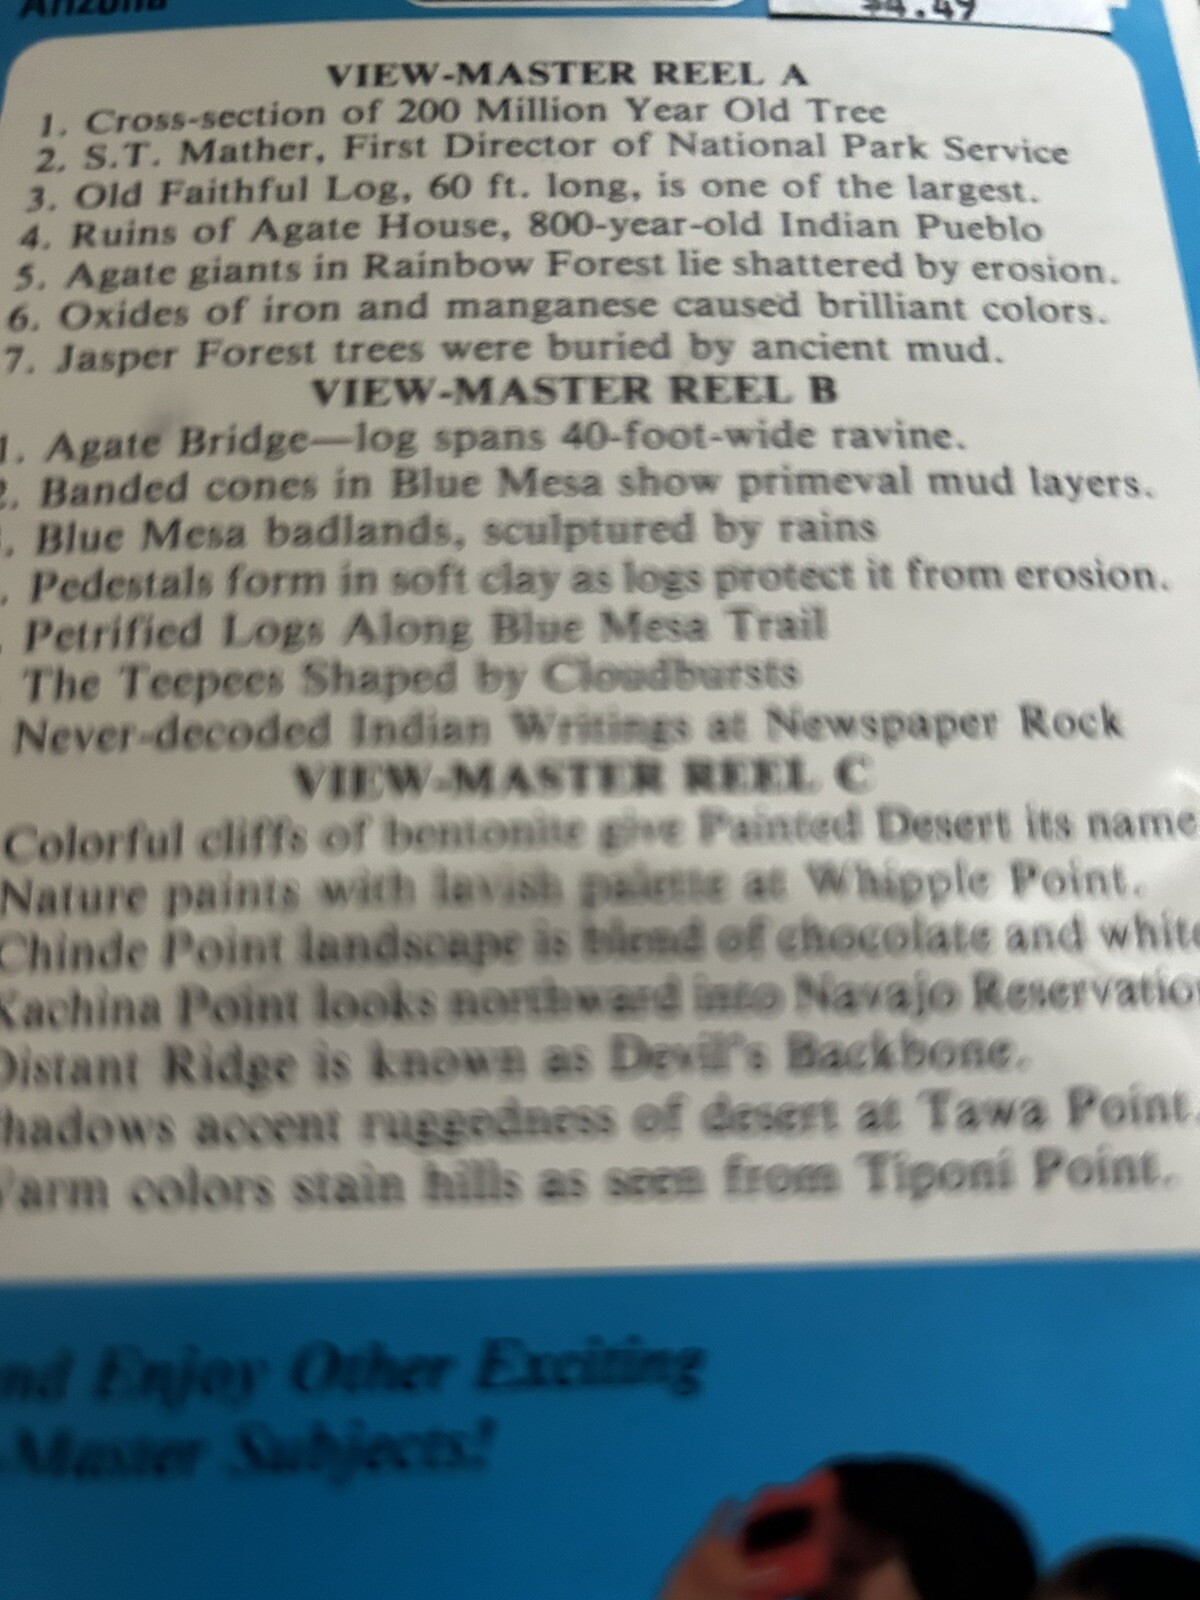 Arizona
$4.49
VIEW-MASTER REEL A
1. Cross-section of 200 Million Year Old Tree
2. S.T. Mather, First Director of National Park Service
3. Old Faithful Log, 60 ft. long, is one of the largest.
4. Ruins of Agate House, 800-year-old Indian Pueblo
5. Agate giants in Rainbow Forest lie shattered by erosion.
6. Oxides of iron and manganese caused brilliant colors.
7. Jasper Forest trees were buried by ancient mud.
VIEW-MASTER REEL B
1. Agate Bridge—log spans 40-foot-wide ravine.
2. Banded cones in Blue Mesa show primeval mud layers.
. Blue Mesa badlands, sculptured by rains
. Pedestals form in soft clay as logs protect it from erosion.
. Petrified Logs Along Blue Mesa Trail
The Teepees Shaped by Cloudbursts
Never-decoded Indian Writings at Newspaper Rock
VIEW-MASTER REEL C
Colorful cliffs of bentonite give Painted Desert its name
Nature paints with lavish palette at Whipple Point.
Chinde Point landscape is blend of chocolate and white
Kachina Point looks northward into Navajo Reservatio
Distant Ridge is known as Devil's Backbone.
hadows accent ruggedness of desert at Tawa Point.
arm colors stain hills as seen from Tiponi Point.
nd Enjoy Other Exciting
-Master Subjects!